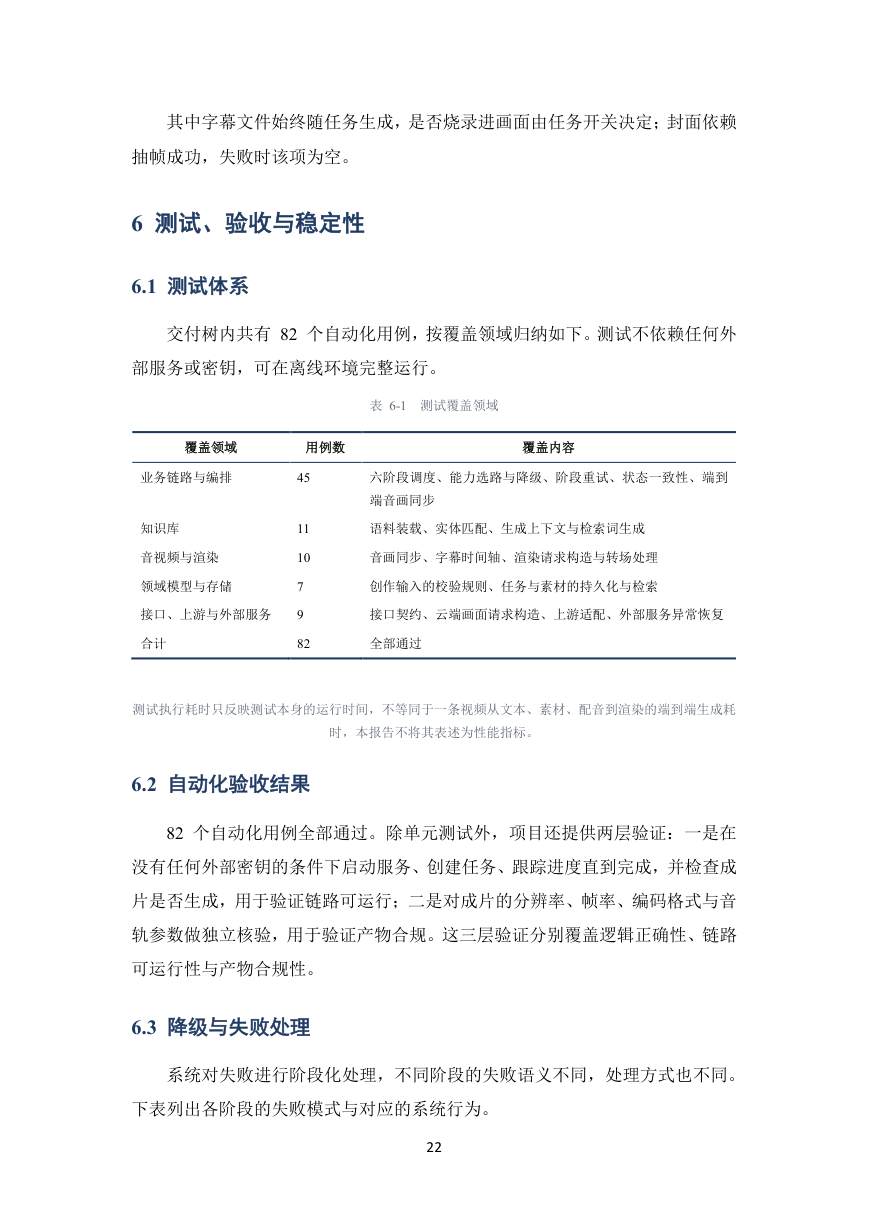 其中字幕文件始终随任务生成，是否烧录进画面由任务开关决定；封面依赖
抽帧成功，失败时该项为空。
6 测试、验收与稳定性
6.1 测试体系
交付树内共有 82 个自动化用例，按覆盖领域归纳如下。测试不依赖任何外
部服务或密钥，可在离线环境完整运行。
表 6-1 测试覆盖领域
覆盖领域 用例数 覆盖内容
业务链路与编排 45 六阶段调度、能力选路与降级、阶段重试、状态一致性、端到
端音画同步
知识库 11 语料装载、实体匹配、生成上下文与检索词生成
音视频与渲染 10 音画同步、字幕时间轴、渲染请求构造与转场处理
领域模型与存储 7 创作输入的校验规则、任务与素材的持久化与检索
接口、上游与外部服务 9 接口契约、云端画面请求构造、上游适配、外部服务异常恢复
合计 82 全部通过
测试执行耗时只反映测试本身的运行时间，不等同于一条视频从文本、素材、配音到渲染的端到端生成耗
时，本报告不将其表述为性能指标。
6.2 自动化验收结果
82 个自动化用例全部通过。除单元测试外，项目还提供两层验证：一是在
没有任何外部密钥的条件下启动服务、创建任务、跟踪进度直到完成，并检查成
片是否生成，用于验证链路可运行；二是对成片的分辨率、帧率、编码格式与音
轨参数做独立核验，用于验证产物合规。这三层验证分别覆盖逻辑正确性、链路
可运行性与产物合规性。
6.3 降级与失败处理
系统对失败进行阶段化处理，不同阶段的失败语义不同，处理方式也不同。
下表列出各阶段的失败模式与对应的系统行为。
22